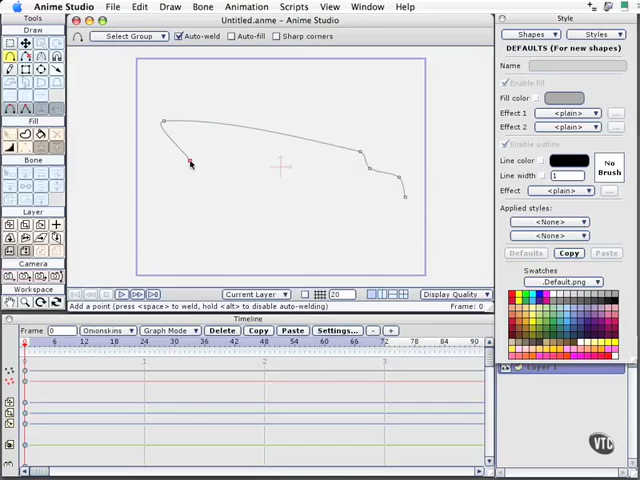 Anime Studio File Edit Draw Bone Animation Scripts View Window Help
Tools
Untitled.anme - Anime Studio
Style
Draw
Select Group Auto-weld Auto-fill Sharp corners
Shapes Styles
DEFAULTS (For new shapes)
Name
Enable fill
Fill color
Effect 1 <plain>
Effect 2 <plain>
Enable outline
Line color
Line width 1
No Brush
Effect <plain>
Applied styles:
<None>
<None>
Defaults Copy Paste
Swatches
.Default.png
Fill
Bone
Layer
Camera
Workspace
Current Layer 20 Display Quality
Add a point (press <space> to weld, hold <alt> to disable auto-welding) Frame: 0
Timeline
Frame 0 Onionskins Graph Mode Delete Copy Paste Settings... - +
0 6 12 18 24 30 36 42 48 54 60 66 72 78 84 90
0 1 2 3
Layer 1
VTC